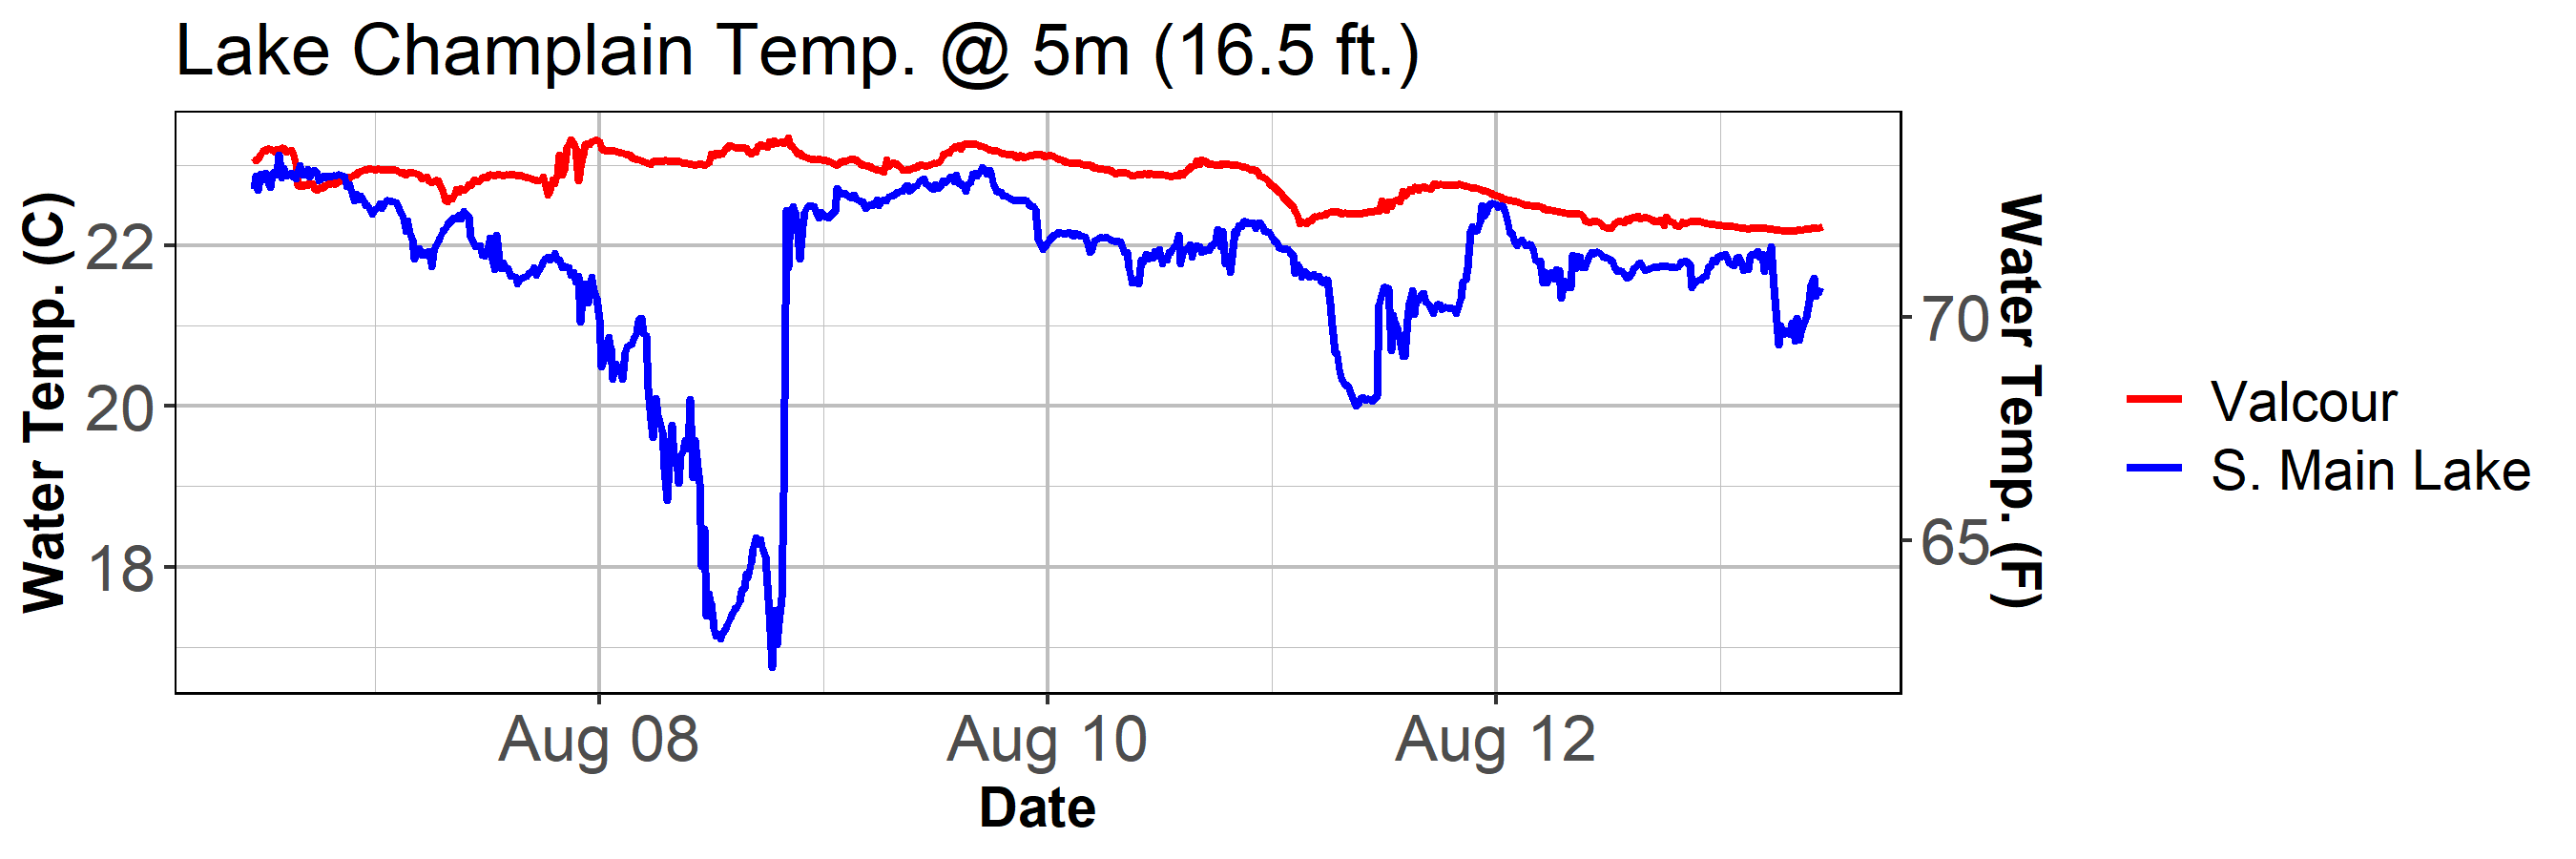 Lake Champlain Temp. @ 5m (16.5 ft.)
Water Temp. (C)
22
20
18
70
65
Water Temp. (F)
Aug 08
Aug 10
Aug 12
Date
Valcour
S. Main Lake